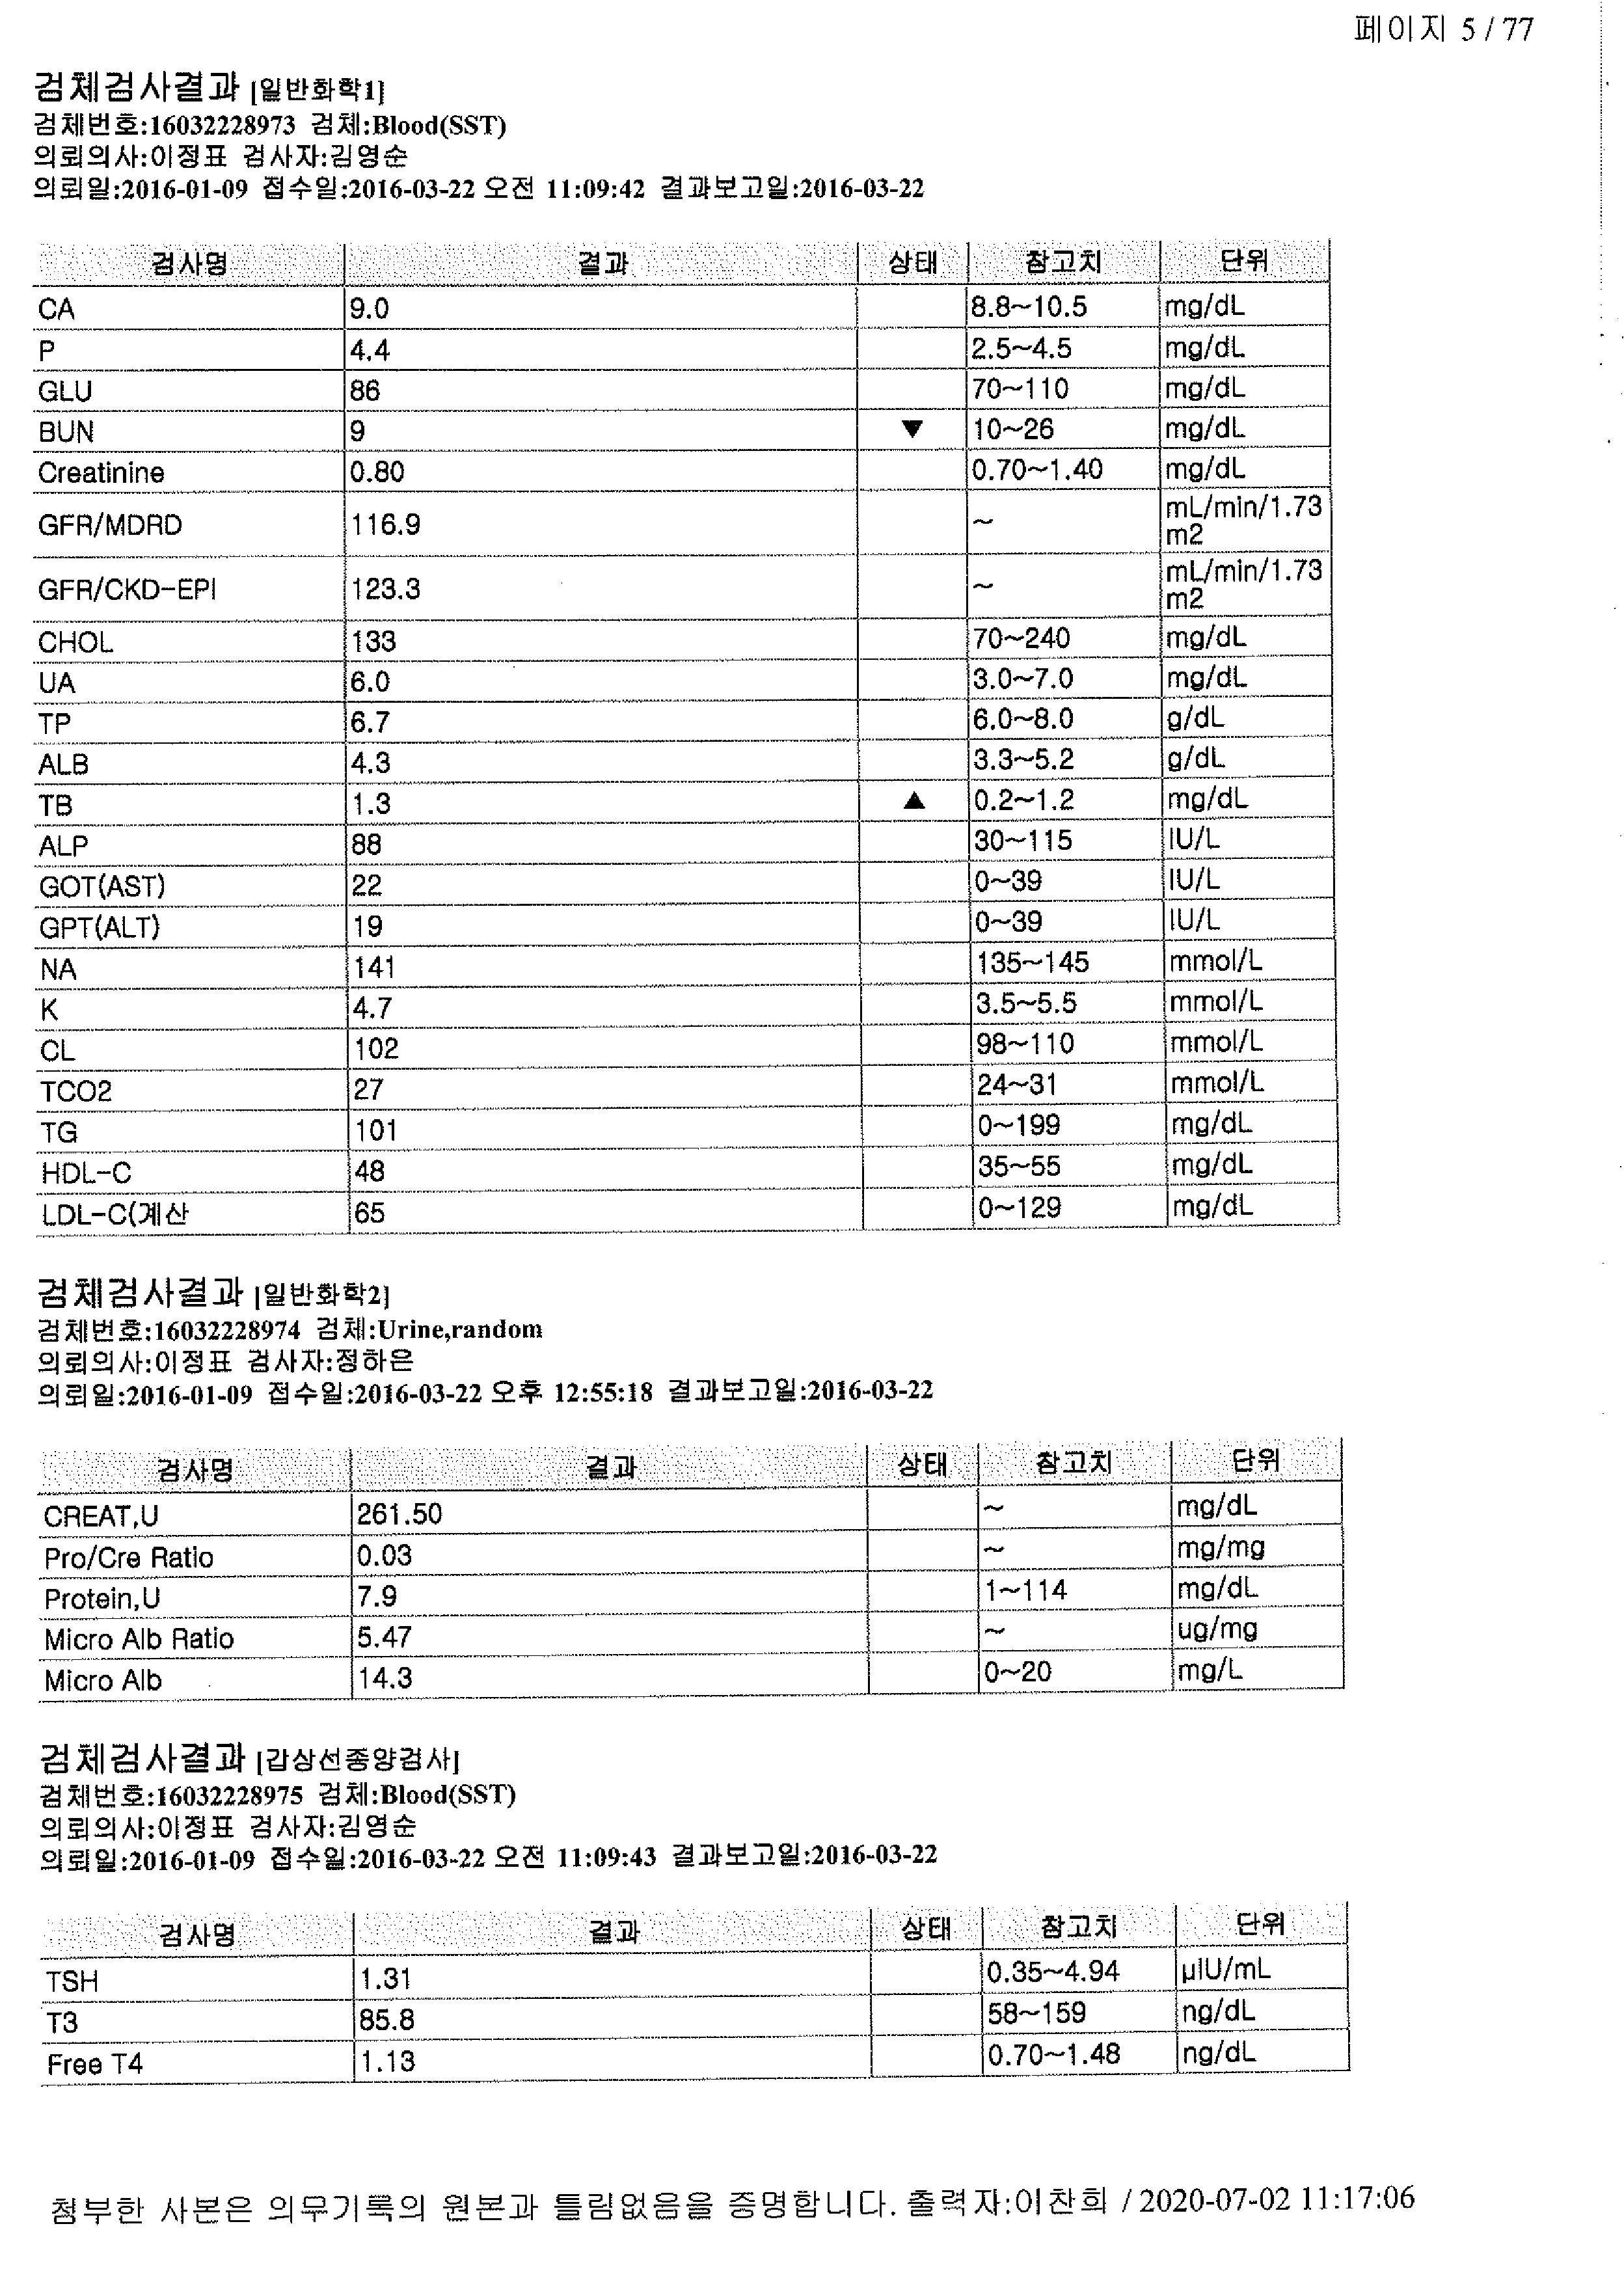 페이지 5 / 77
검체검사결과 [일반화학1]
검체번호:16032228973 검체:Blood(SST)
의뢰의사:이정표 검사자:김영순
의뢰일:2016-01-09 접수일:2016-03-22 오전 11:09:42 결과보고일:2016-03-22
검사명 결과 상태 참고치 단위
CA 9.0 8.8~10.5 mg/dL
P 4.4 2.5~4.5 mg/dL
GLU 86 70~110 mg/dL
BUN 9 ▼ 10~26 mg/dL
Creatinine 0.80 0.70~1.40 mg/dL
GFR/MDRD 116.9 ~ mL/min/1.73
m2
GFR/CKD-EPI 123.3 ~ mL/min/1.73
m2
CHOL 133 70~240 mg/dL
UA 6.0 3.0~7.0 mg/dL
TP 6.7 6.0~8.0 g/dL
ALB 4.3 3.3~5.2 g/dL
TB 1.3 ▲ 0.2~1.2 mg/dL
ALP 88 30~115 IU/L
GOT(AST) 22 0~39 IU/L
GPT(ALT) 19 0~39 IU/L
NA 141 135~145 mmol/L
K 4.7 3.5~5.5 mmol/L
CL 102 98~110 mmol/L
TCO2 27 24~31 mmol/L
TG 101 0~199 mg/dL
HDL-C 48 35~55 mg/dL
LDL-C(계산 65 0~129 mg/dL
검체검사결과 [일반화학2]
검체번호:16032228974 검체:Urine,random
의뢰의사:이정표 검사자:정하은
의뢰일:2016-01-09 접수일:2016-03-22 오후 12:55:18 결과보고일:2016-03-22
검사명 결과 상태 참고치 단위
CREAT,U 261.50 ~ mg/dL
Pro/Cre Ratio 0.03 ~ mg/mg
Protein,U 7.9 1~114 mg/dL
Micro Alb Ratio 5.47 ~ ug/mg
Micro Alb 14.3 0~20 mg/L
검체검사결과 [갑상선종양검사]
검체번호:16032228975 검체:Blood(SST)
의뢰의사:이정표 검사자:김영순
의뢰일:2016-01-09 접수일:2016-03-22 오전 11:09:43 결과보고일:2016-03-22
검사명 결과 상태 참고치 단위
TSH 1.31 0.35~4.94 µIU/mL
T3 85.8 58~159 ng/dL
Free T4 1.13 0.70~1.48 ng/dL
첨부한 사본은 의무기록의 원본과 틀림없음을 증명합니다. 출력자:이찬희 / 2020-07-02 11:17:06